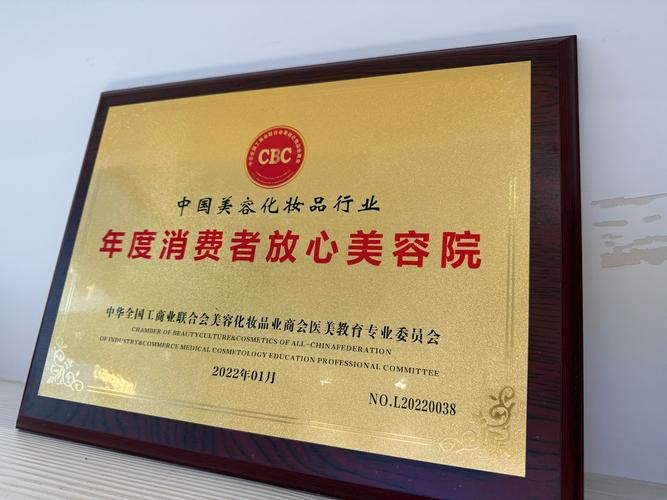 CBC
中国美容化妆品行业
年度消费者放心美容院
中华全国工商业联合会美容化妆品业商会医美教育专业委员会
CHAMBER OF BEAUTYCULTURE&COSMETICS OF ALL-CHINAFEDERATION
OF INDUSTRY&COMMERCE MEDICAL COSMETOLOGY EDUCATION PROFESSIONAL COMMITTEE
2022年01月
NO.L20220038